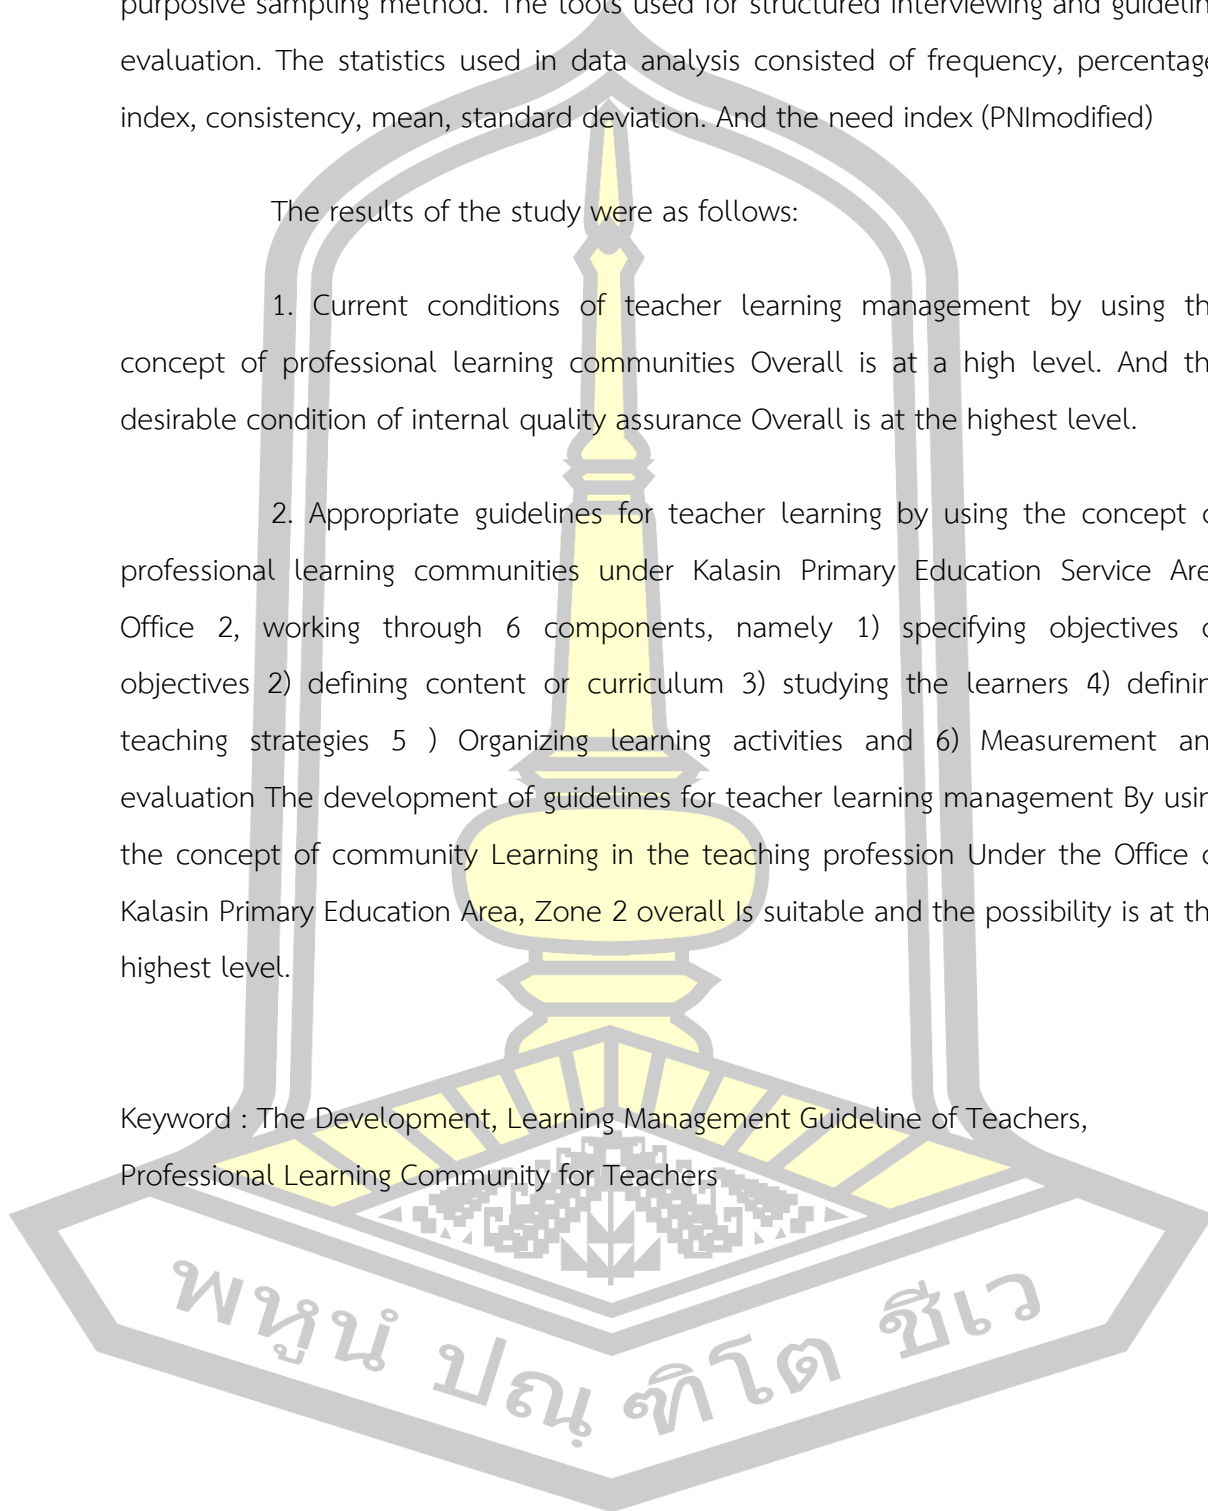 purposive sampling method. The tools used for structured interviewing and guidelin
evaluation. The statistics used in data analysis consisted of frequency, percentage
index, consistency, mean, standard deviation. And the need index (PNImodified)
The results of the study were as follows:
1. Current conditions of teacher learning management by using th
concept of professional learning communities Overall is at a high level. And th
desirable condition of internal quality assurance Overall is at the highest level.
2. Appropriate guidelines for teacher learning by using the concept
professional learning communities under Kalasin Primary Education Service Are
Office 2, working through 6 components, namely 1) specifying objectives
objectives 2) defining content or curriculum 3) studying the learners 4) definin
teaching strategies 5 ) Organizing learning activities and 6) Measurement an
evaluation The development of guidelines for teacher learning management By usin
the concept of community Learning in the teaching profession Under the Office
Kalasin Primary Education Area, Zone 2 overall Is suitable and the possibility is at th
highest level.
Keyword : The Development, Learning Management Guideline of Teachers,
Professional Learning Community for Teachers
พหูนํ ปณฺฑิโต ชีเว